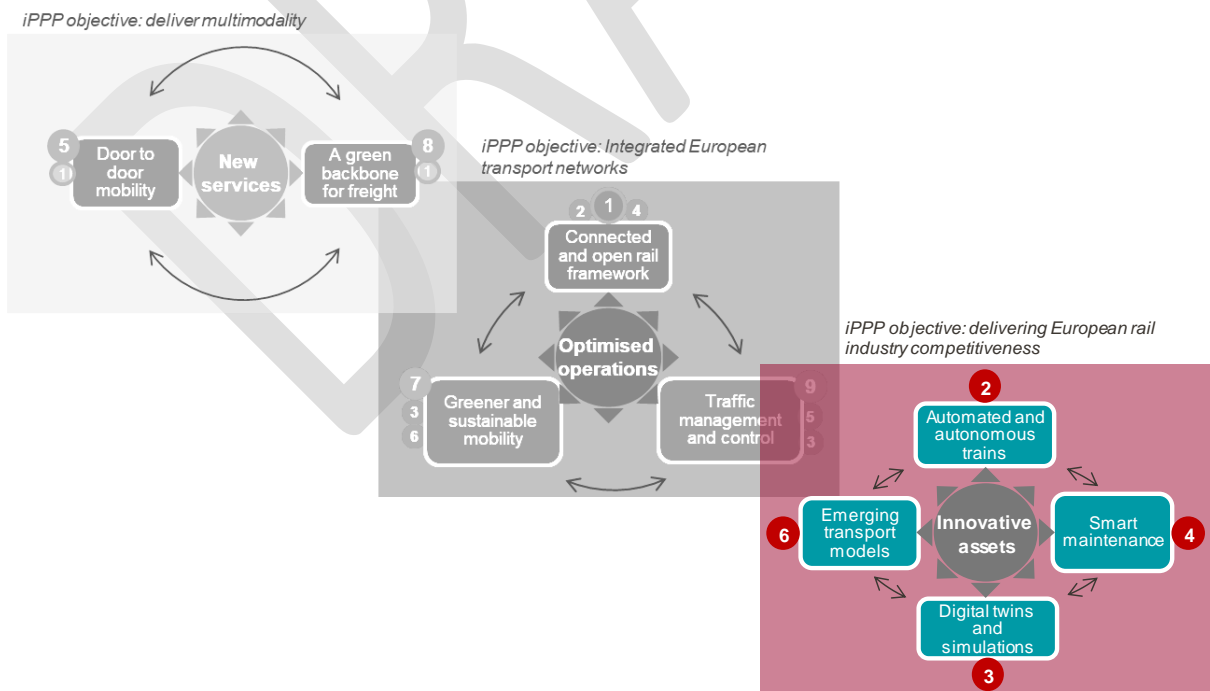 iPPP objective: deliver multimodality
5
1
Door to
door
mobility
New
services
A green
backbone
for freight
8
1
iPPP objective: Integrated European
transport networks
2
1
4
Connected
and open rail
framework
Optimised
operations
7
3
6
Greener and
sustainable
mobility
Traffic
management
and control
9
5
3
iPPP objective: delivering European rail
industry competitiveness
2
Automated and
autonomous
trains
6
Emerging
transport
models
Innovative
assets
Smart
maintenance
4
Digital twins
and
simulations
3